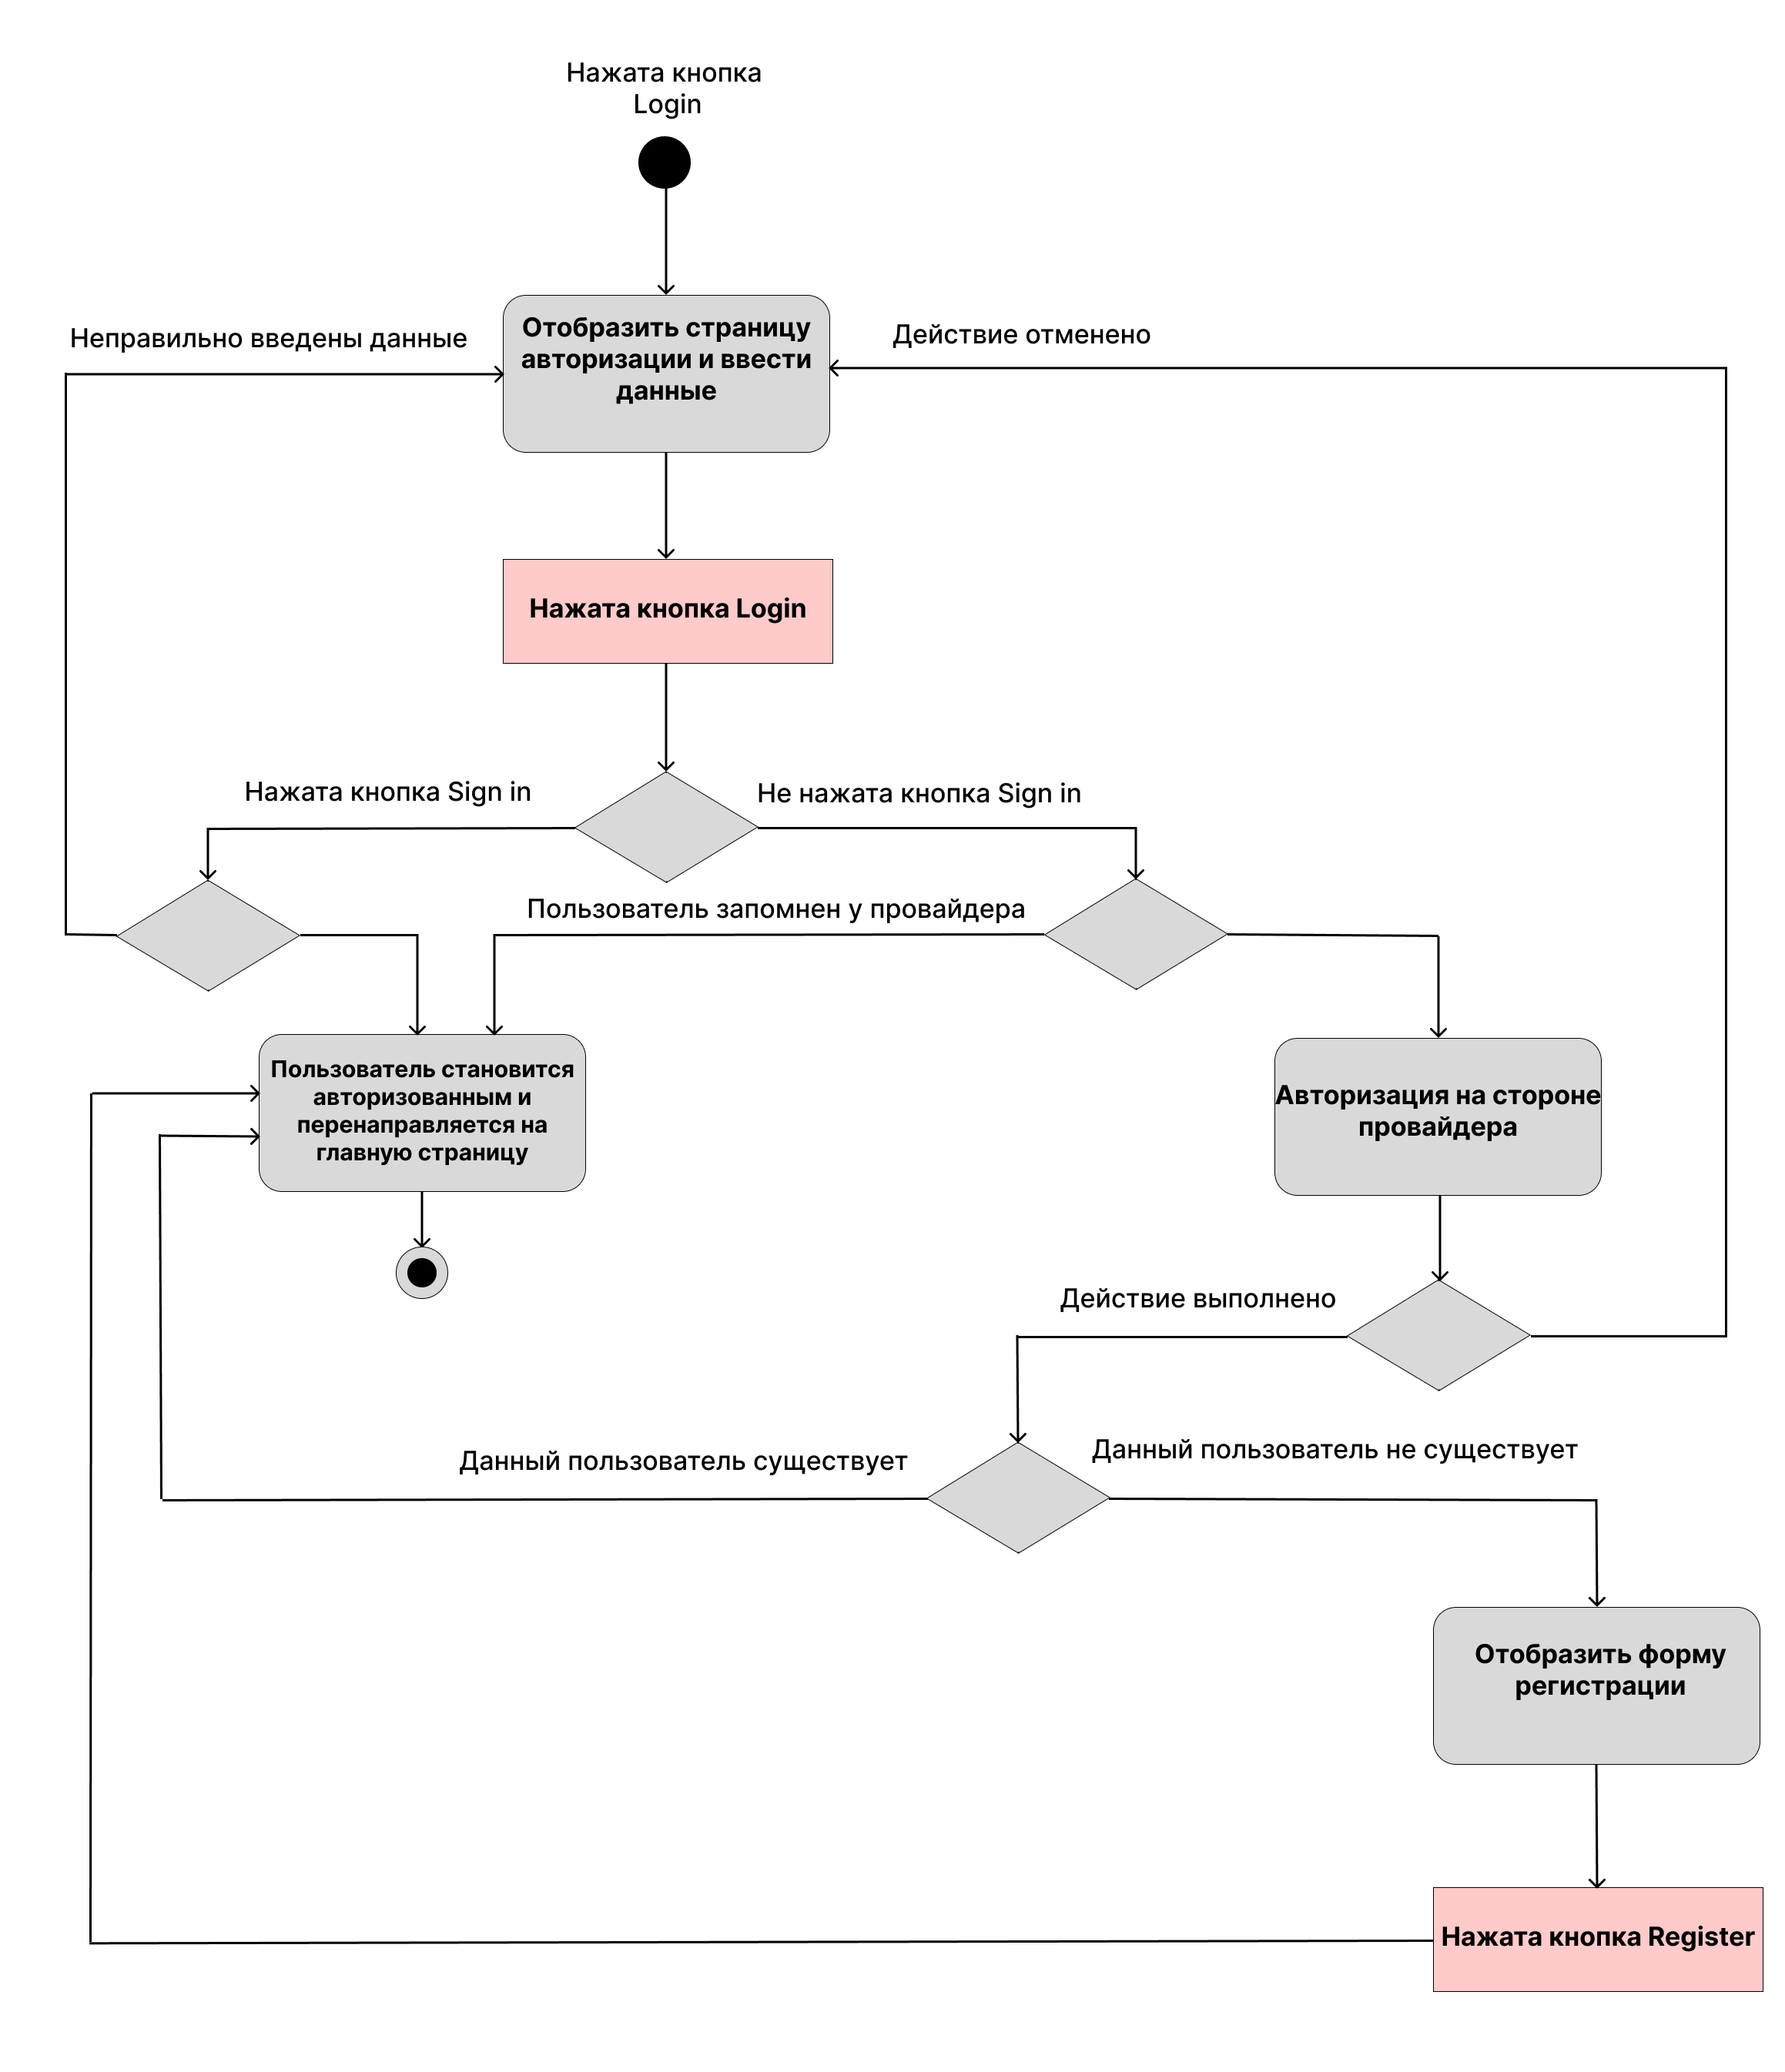 Нажата кнопка
Login
Неправильно введены данные
Отобразить страницу
авторизации и ввести
данные
Действие отменено
Нажата кнопка Login
Нажата кнопка Sign in
Не нажата кнопка Sign in
Пользователь запомнен у провайдера
Пользователь становится
авторизованным и
перенаправляется на
главную страницу
Авторизация на стороне
провайдера
Действие выполнено
Данный пользователь существует
Данный пользователь не существует
Отобразить форму
регистрации
Нажата кнопка Register